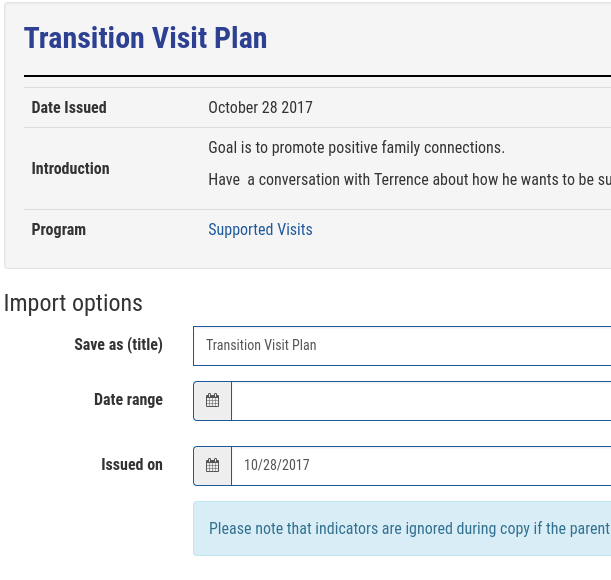 Transition Visit Plan
Date Issued October 28 2017
Goal is to promote positive family connections.
Introduction
Have a conversation with Terrence about how he wants to be su
Program Supported Visits
Import options
Save as (title) Transition Visit Plan
Date range
Issued on 10/28/2017
Please note that indicators are ignored during copy if the parent